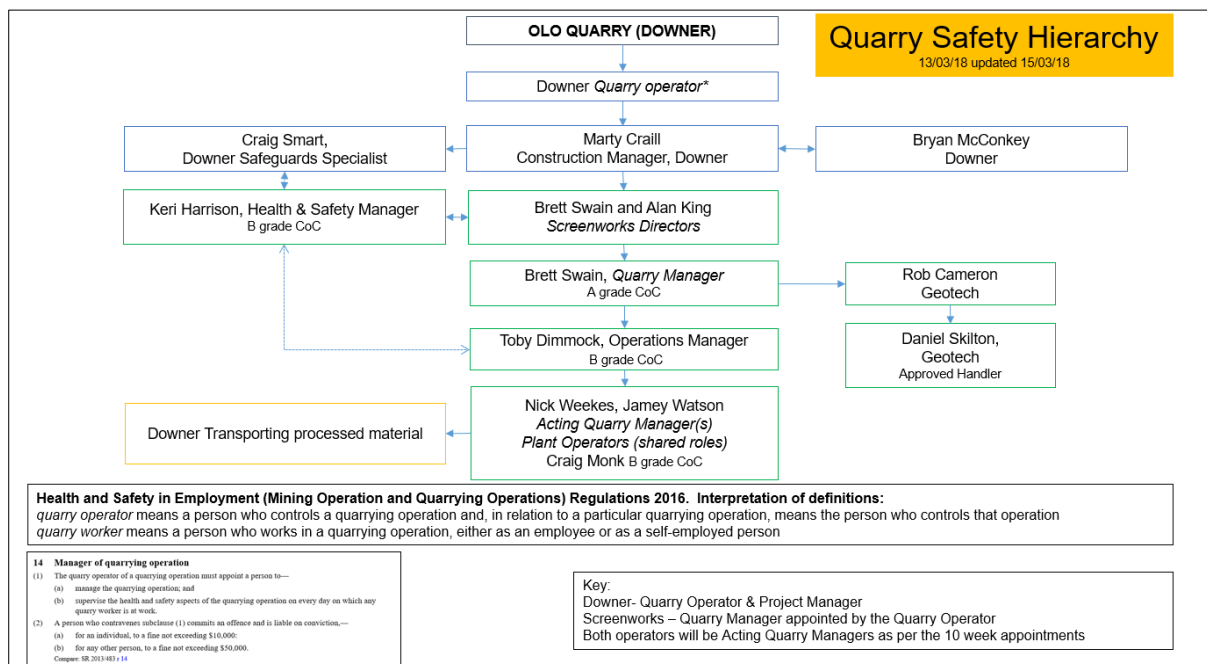 OLO QUARRY (DOWNER)
Quarry Safety Hierarchy
13/03/18 updated 15/03/18
Downer Quarry operator*
Craig Smart,
Downer Safeguards Specialist
Marty Craill
Construction Manager, Downer
Bryan McConkey
Downer
Keri Harrison, Health & Safety Manager
B grade CoC
Brett Swain and Alan King
Screenworks Directors
Brett Swain, Quarry Manager
A grade CoC
Rob Cameron
Geotech
Toby Dimmock, Operations Manager
B grade CoC
Daniel Skilton,
Geotech
Approved Handler
Downer Transporting processed material
Nick Weekes, Jamey Watson
Acting Quarry Manager(s)
Plant Operators (shared roles)
Craig Monk B grade CoC
Health and Safety in Employment (Mining Operation and Quarrying Operations) Regulations 2016.  Interpretation of definitions:
quarry operator means a person who controls a quarrying operation and, in relation to a particular quarrying operation, means the person who controls that operation
quarry worker means a person who works in a quarrying operation, either as an employee or as a self-employed person
14 Manager of quarrying operation
(1) The quarry operator of a quarrying operation must appoint a person to—
(a) manage the quarrying operation; and
(b) supervise the health and safety aspects of the quarrying operation on every day on which any
quarry worker is at work.
(2) A person who contravenes subclause (1) commits an offence and is liable on conviction,—
(a) for an individual, to a fine not exceeding $10,000:
(b) for any other person, to a fine not exceeding $50,000.
Compare: SR 2013/483 r 14
Key:
Downer- Quarry Operator & Project Manager
Screenworks – Quarry Manager appointed by the Quarry Operator
Both operators will be Acting Quarry Managers as per the 10 week appointments